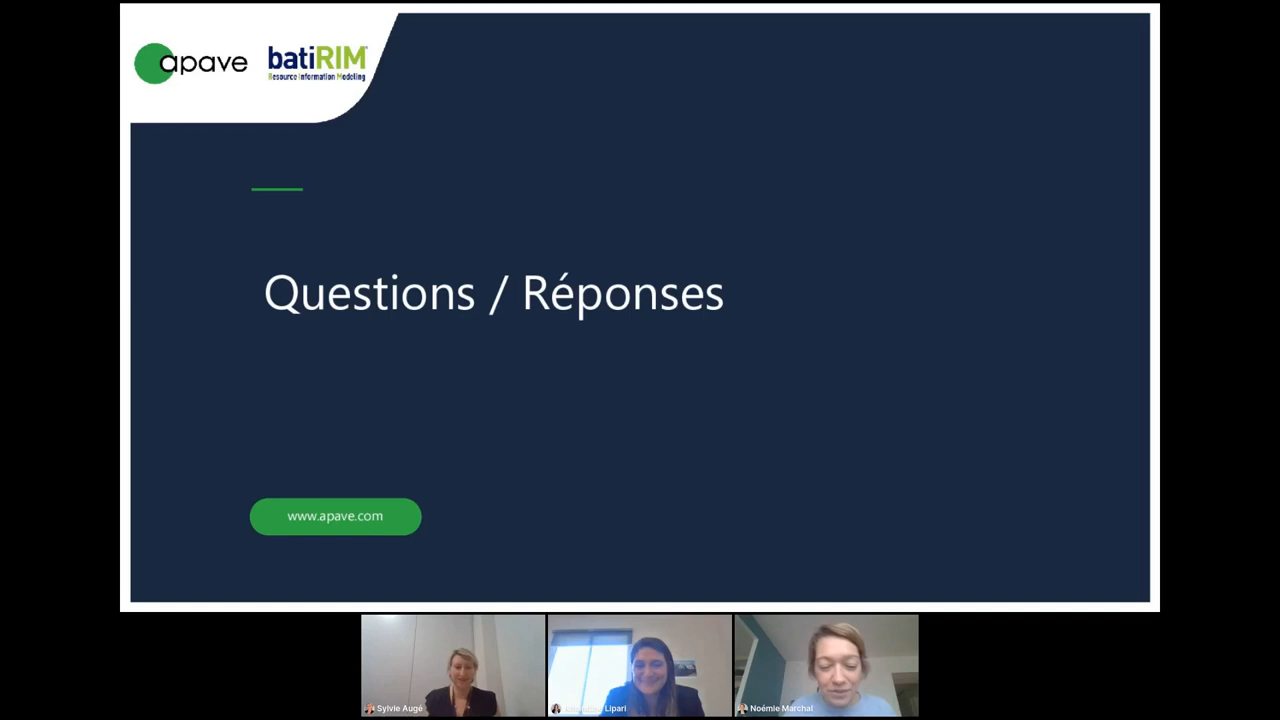 apave
batiRIM
Resource Information Modeling
Questions / Réponses
www.apave.com
Sylvie Augé
Lipari
Noémie Marchal